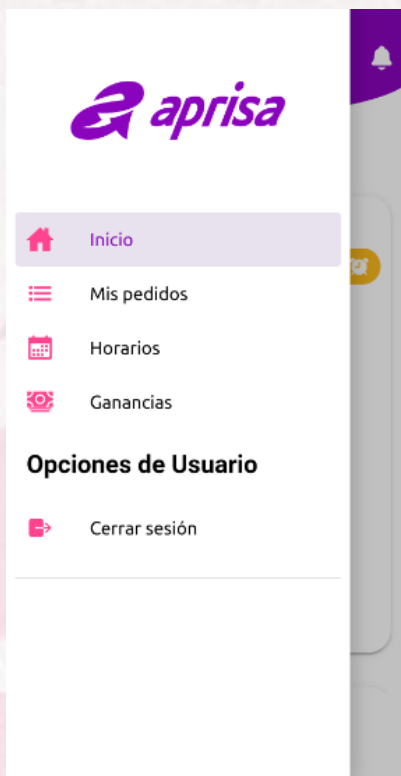 aprisa
Inicio
Mis pedidos
Horarios
Ganancias
Opciones de Usuario
Cerrar sesión